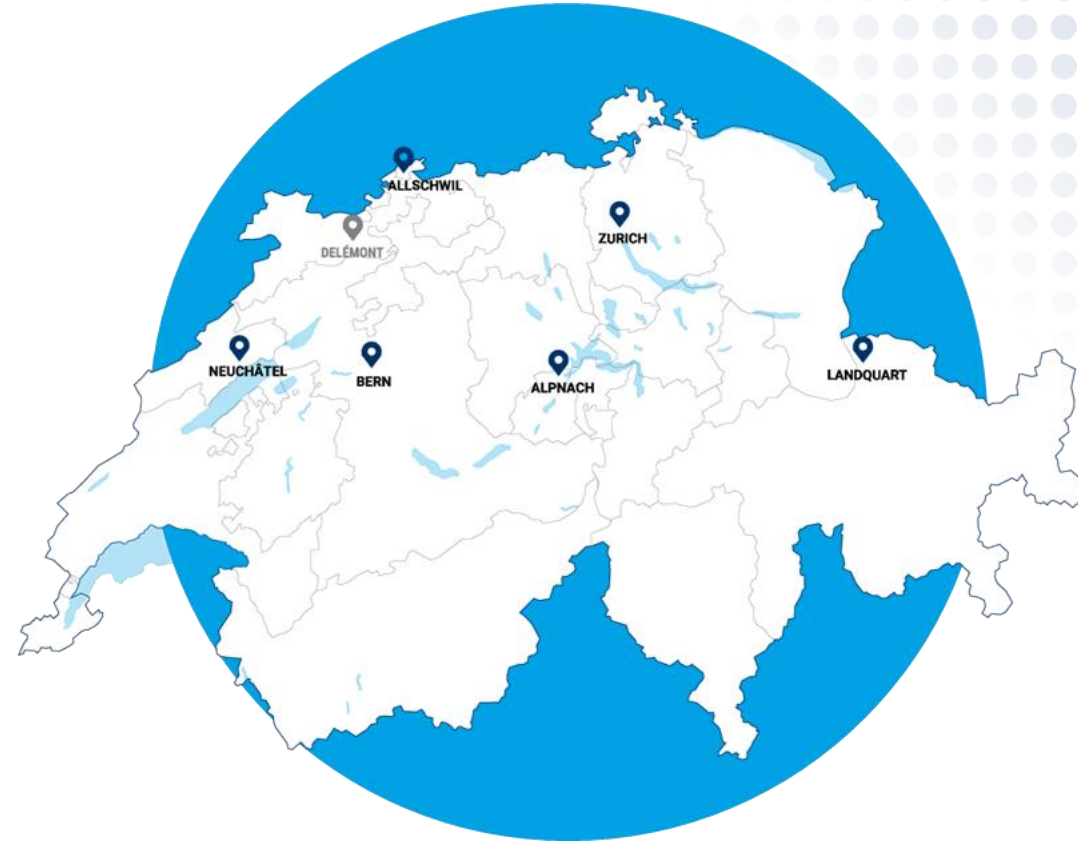 ALLSCHWIL
DELÉMONT
ZURICH
NEUCHÂTEL
BERN
ALPNACH
LANDQUART